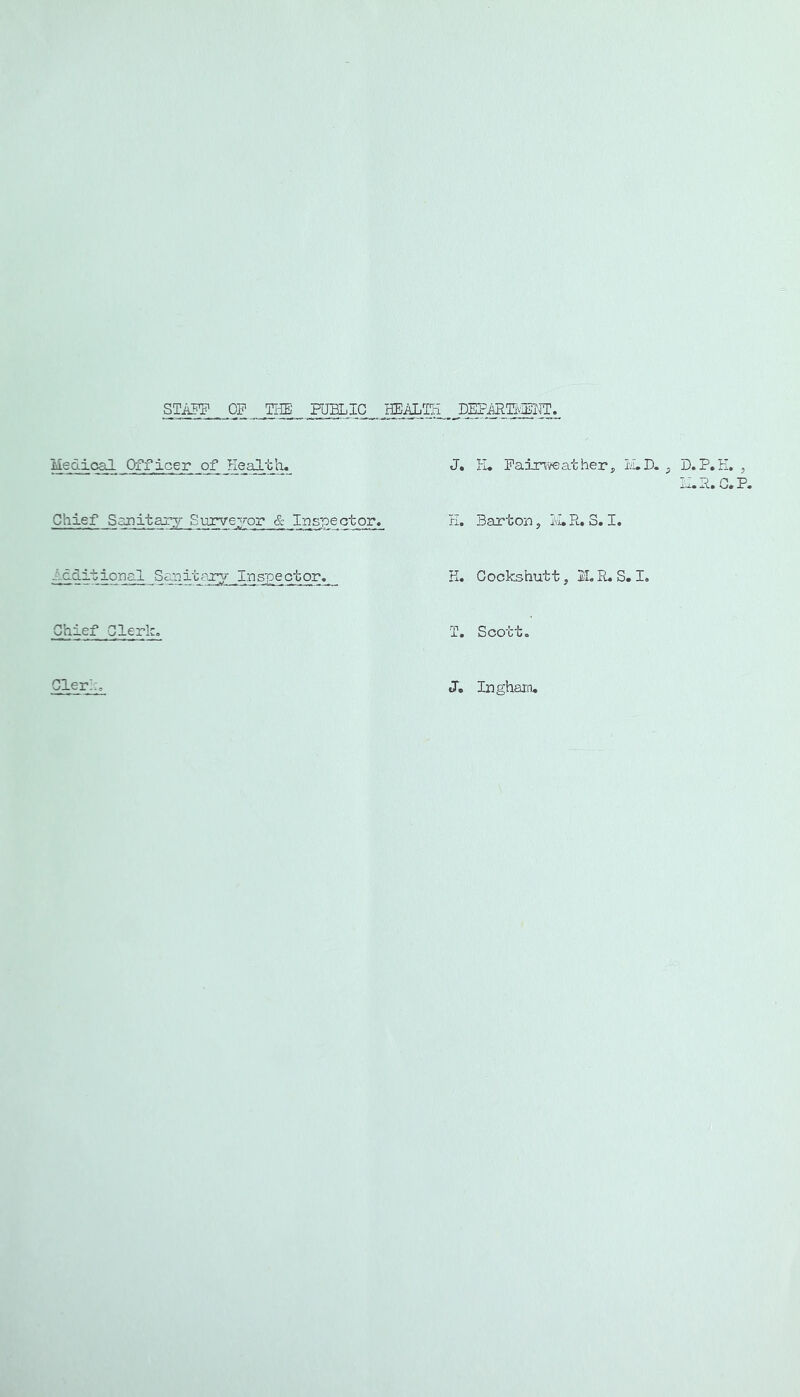 STAFF OF THE PUBLIC HEALTH DEPARTMENT.
Medical Officer of Health. J. H. Fairweather, M.D., D.P.H.,
M.R.C.P.
Chief Sanitary Surveyor & Inspector. H. Barton, M.R.S.I.
Additional Sanitary Inspector. H. Cockshutt, M.R.S.I.
Chief Clerk. T. Scott.
Clerk. J. Ingham.